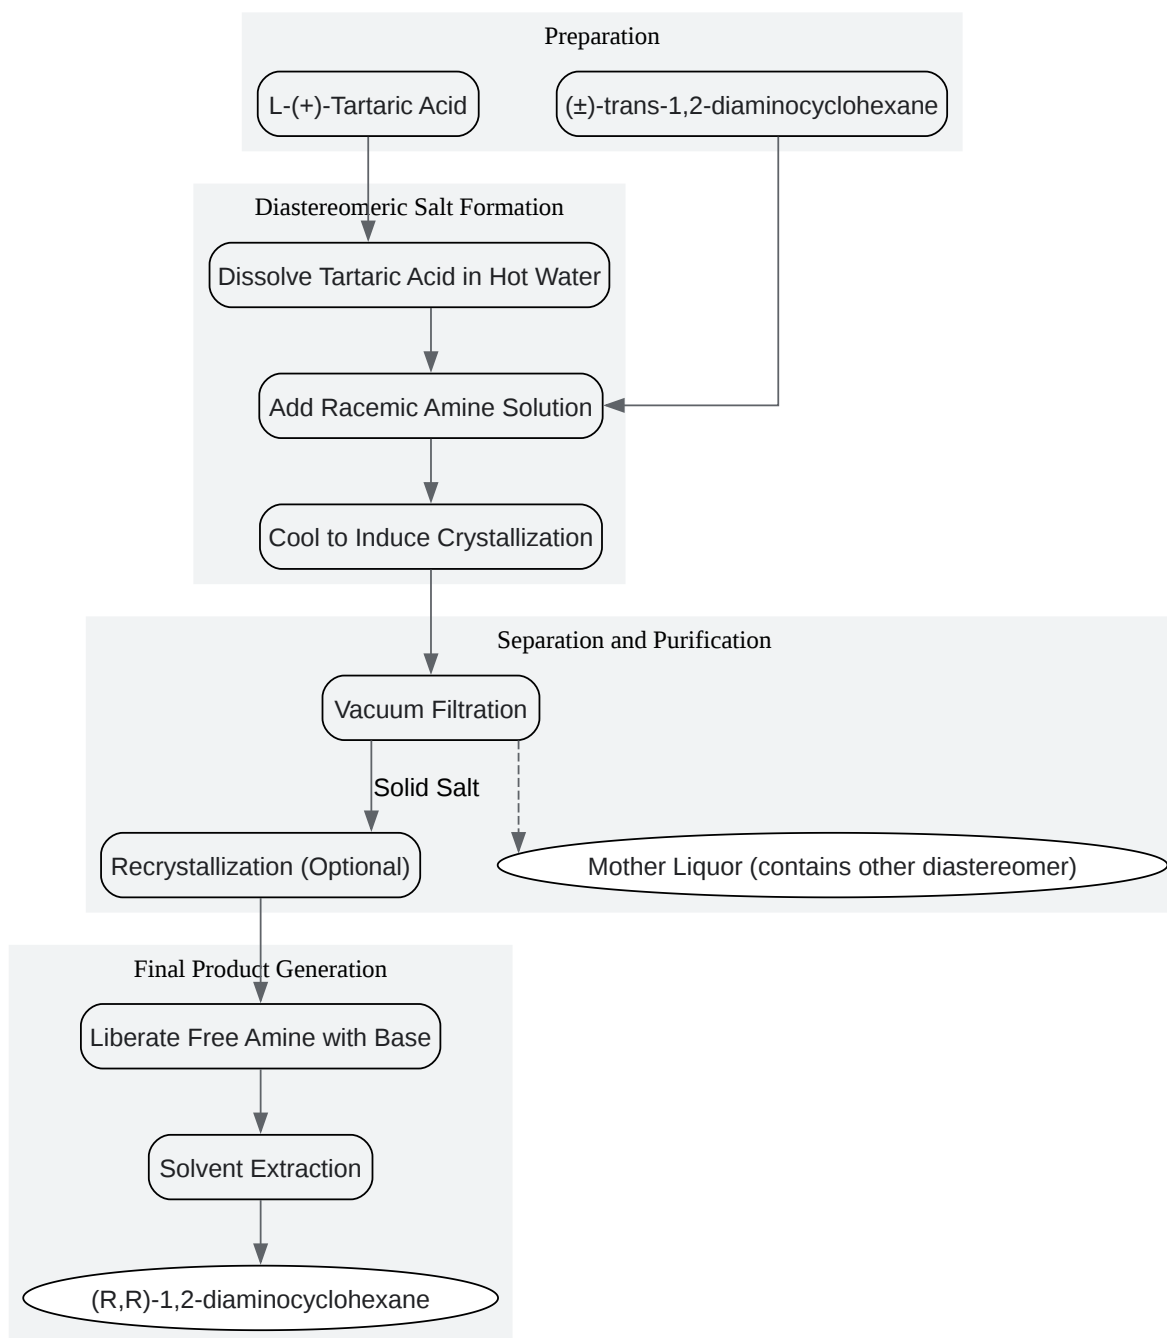 Preparation
L-(+)-Tartaric Acid
(±)-trans-1,2-diaminocyclohexane
Diastereomeric Salt Formation
Dissolve Tartaric Acid in Hot Water
Add Racemic Amine Solution
Cool to Induce Crystallization
Separation and Purification
Vacuum Filtration
Solid Salt
Recrystallization (Optional)
Mother Liquor (contains other diastereomer)
Final Product Generation
Liberate Free Amine with Base
Solvent Extraction
(R,R)-1,2-diaminocyclohexane